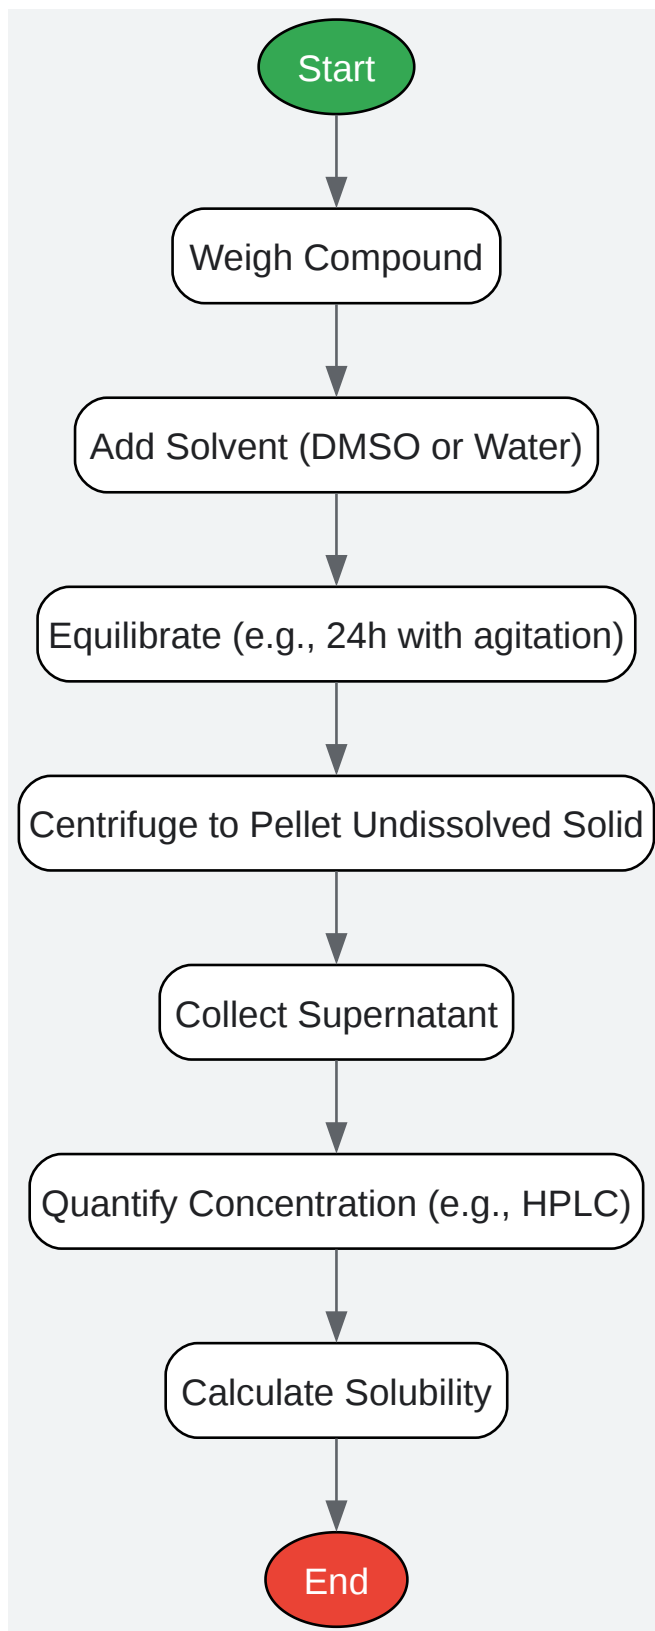 Start
Weigh Compound
Add Solvent (DMSO or Water)
Equilibrate (e.g., 24h with agitation)
Centrifuge to Pellet Undissolved Solid
Collect Supernatant
Quantify Concentration (e.g., HPLC)
Calculate Solubility
End